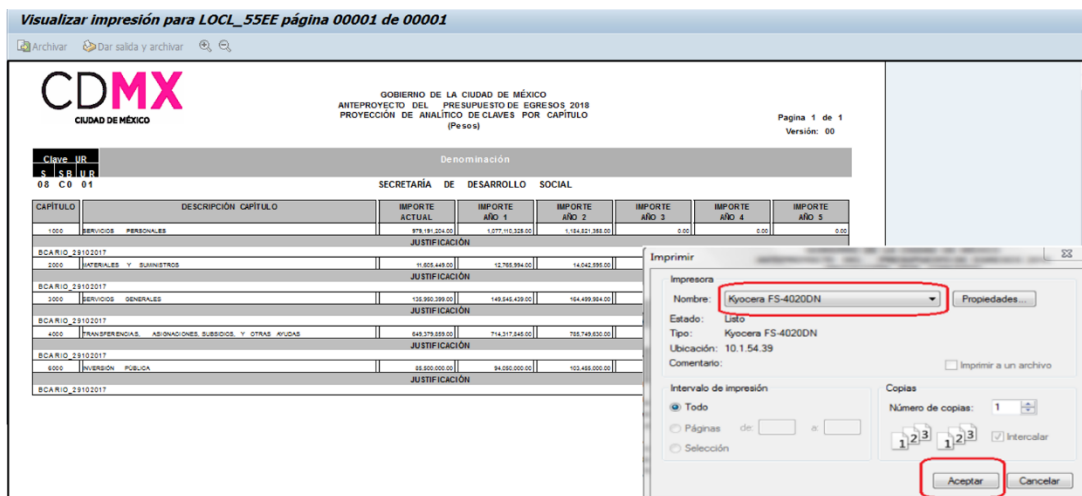 Visualizar impresión para LOCL_55EE página 00001 de 00001
Archivar Dar salida y archivar
CDMX
CIUDAD DE MÉXICO
GOBIERNO DE LA CIUDAD DE MÉXICO
ANTEPROYECTO DEL PRESUPUESTO DE EGRESOS 2018
PROYECCIÓN DE ANALÍTICO DE CLAVES POR CAPÍTULO
(Pesos)
Pagina 1 de 1
Versión: 00
Clave UR Denominación
S SB UR
08 C0 01 SECRETARÍA DE DESARROLLO SOCIAL
CAPÍTULO DESCRIPCIÓN CAPÍTULO IMPORTE ACTUAL IMPORTE AÑO 1 IMPORTE AÑO 2 IMPORTE AÑO 3 IMPORTE AÑO 4 IMPORTE AÑO 5
1000 SERVICIOS PERSONALES 979,191,204.00 1,077,110,325.00 1,184,821,358.00 0.00 0.00 0.00
JUSTIFICACIÓN
BCARIO_29102017
2000 MATERIALES Y SUMINISTROS 11,605,449.00 12,765,994.00 14,042,595.00
JUSTIFICACIÓN
BCARIO_29102017
3000 SERVICIOS GENERALES 135,950,399.00 149,545,439.00 164,499,984.00
JUSTIFICACIÓN
BCARIO_29102017
4000 TRANSFERENCIAS, ASIGNACIONES, SUBSIDIOS, Y OTRAS AYUDAS 649,379,859.00 714,317,845.00 785,749,630.00
JUSTIFICACIÓN
BCARIO_29102017
6000 INVERSIÓN PÚBLICA 85,500,000.00 94,050,000.00 103,455,000.00
JUSTIFICACIÓN
BCARIO_29102017
Imprimir
Impresora
Nombre: Kyocera FS-4020DN Propiedades...
Estado: Listo
Tipo: Kyocera FS-4020DN
Ubicación: 10.1.54.39
Comentario: Imprimir a un archivo
Intervalo de impresión Copias
Todo Número de copias: 1
Páginas de: a:
Selección
1 2 3 1 2 3 Intercalar
Aceptar Cancelar